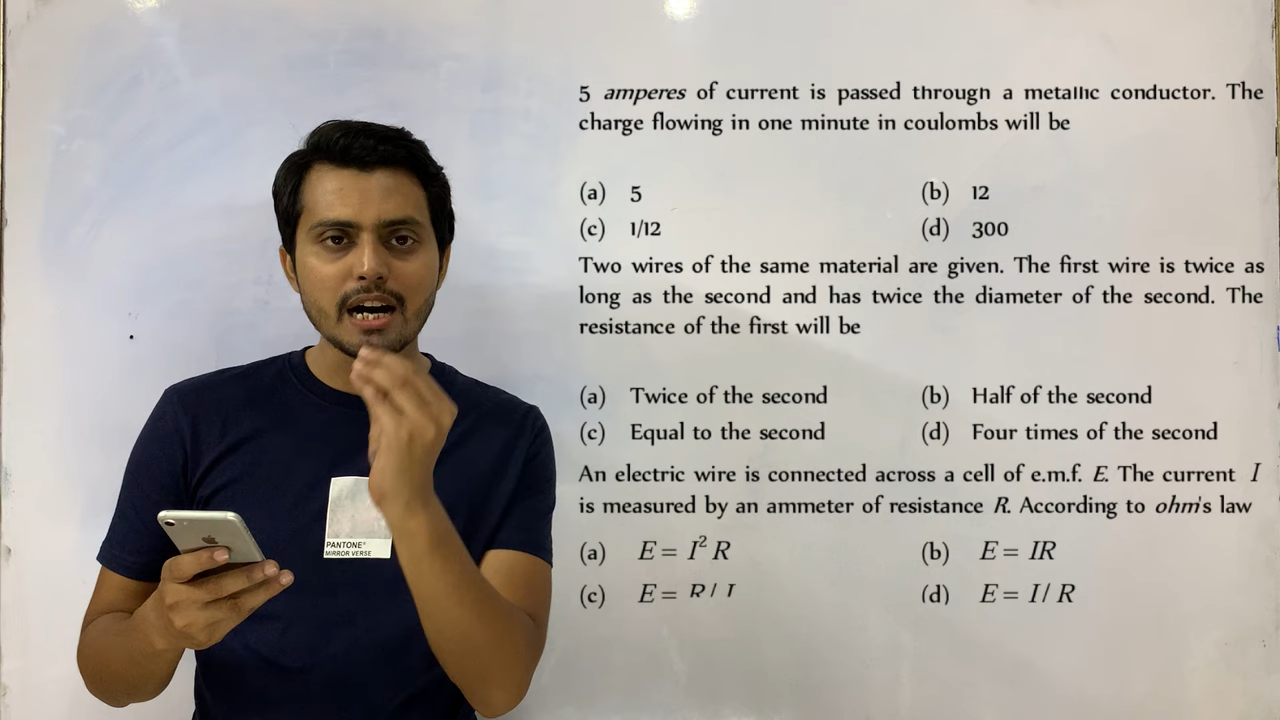 5 amperes of current is passed through a metallic conductor. The
charge flowing in one minute in coulombs will be
(a) 5 (b) 12
(c) 1/12 (d) 300
Two wires of the same material are given. The first wire is twice as
long as the second and has twice the diameter of the second. The
resistance of the first will be
(a) Twice of the second (b) Half of the second
(c) Equal to the second (d) Four times of the second
An electric wire is connected across a cell of e.m.f. E. The current I
is measured by an ammeter of resistance R. According to ohm's law
(a) E = I² R (b) E = IR
(c) E = R / I (d) E = I / R
PANTONE®
MIRROR VERSE